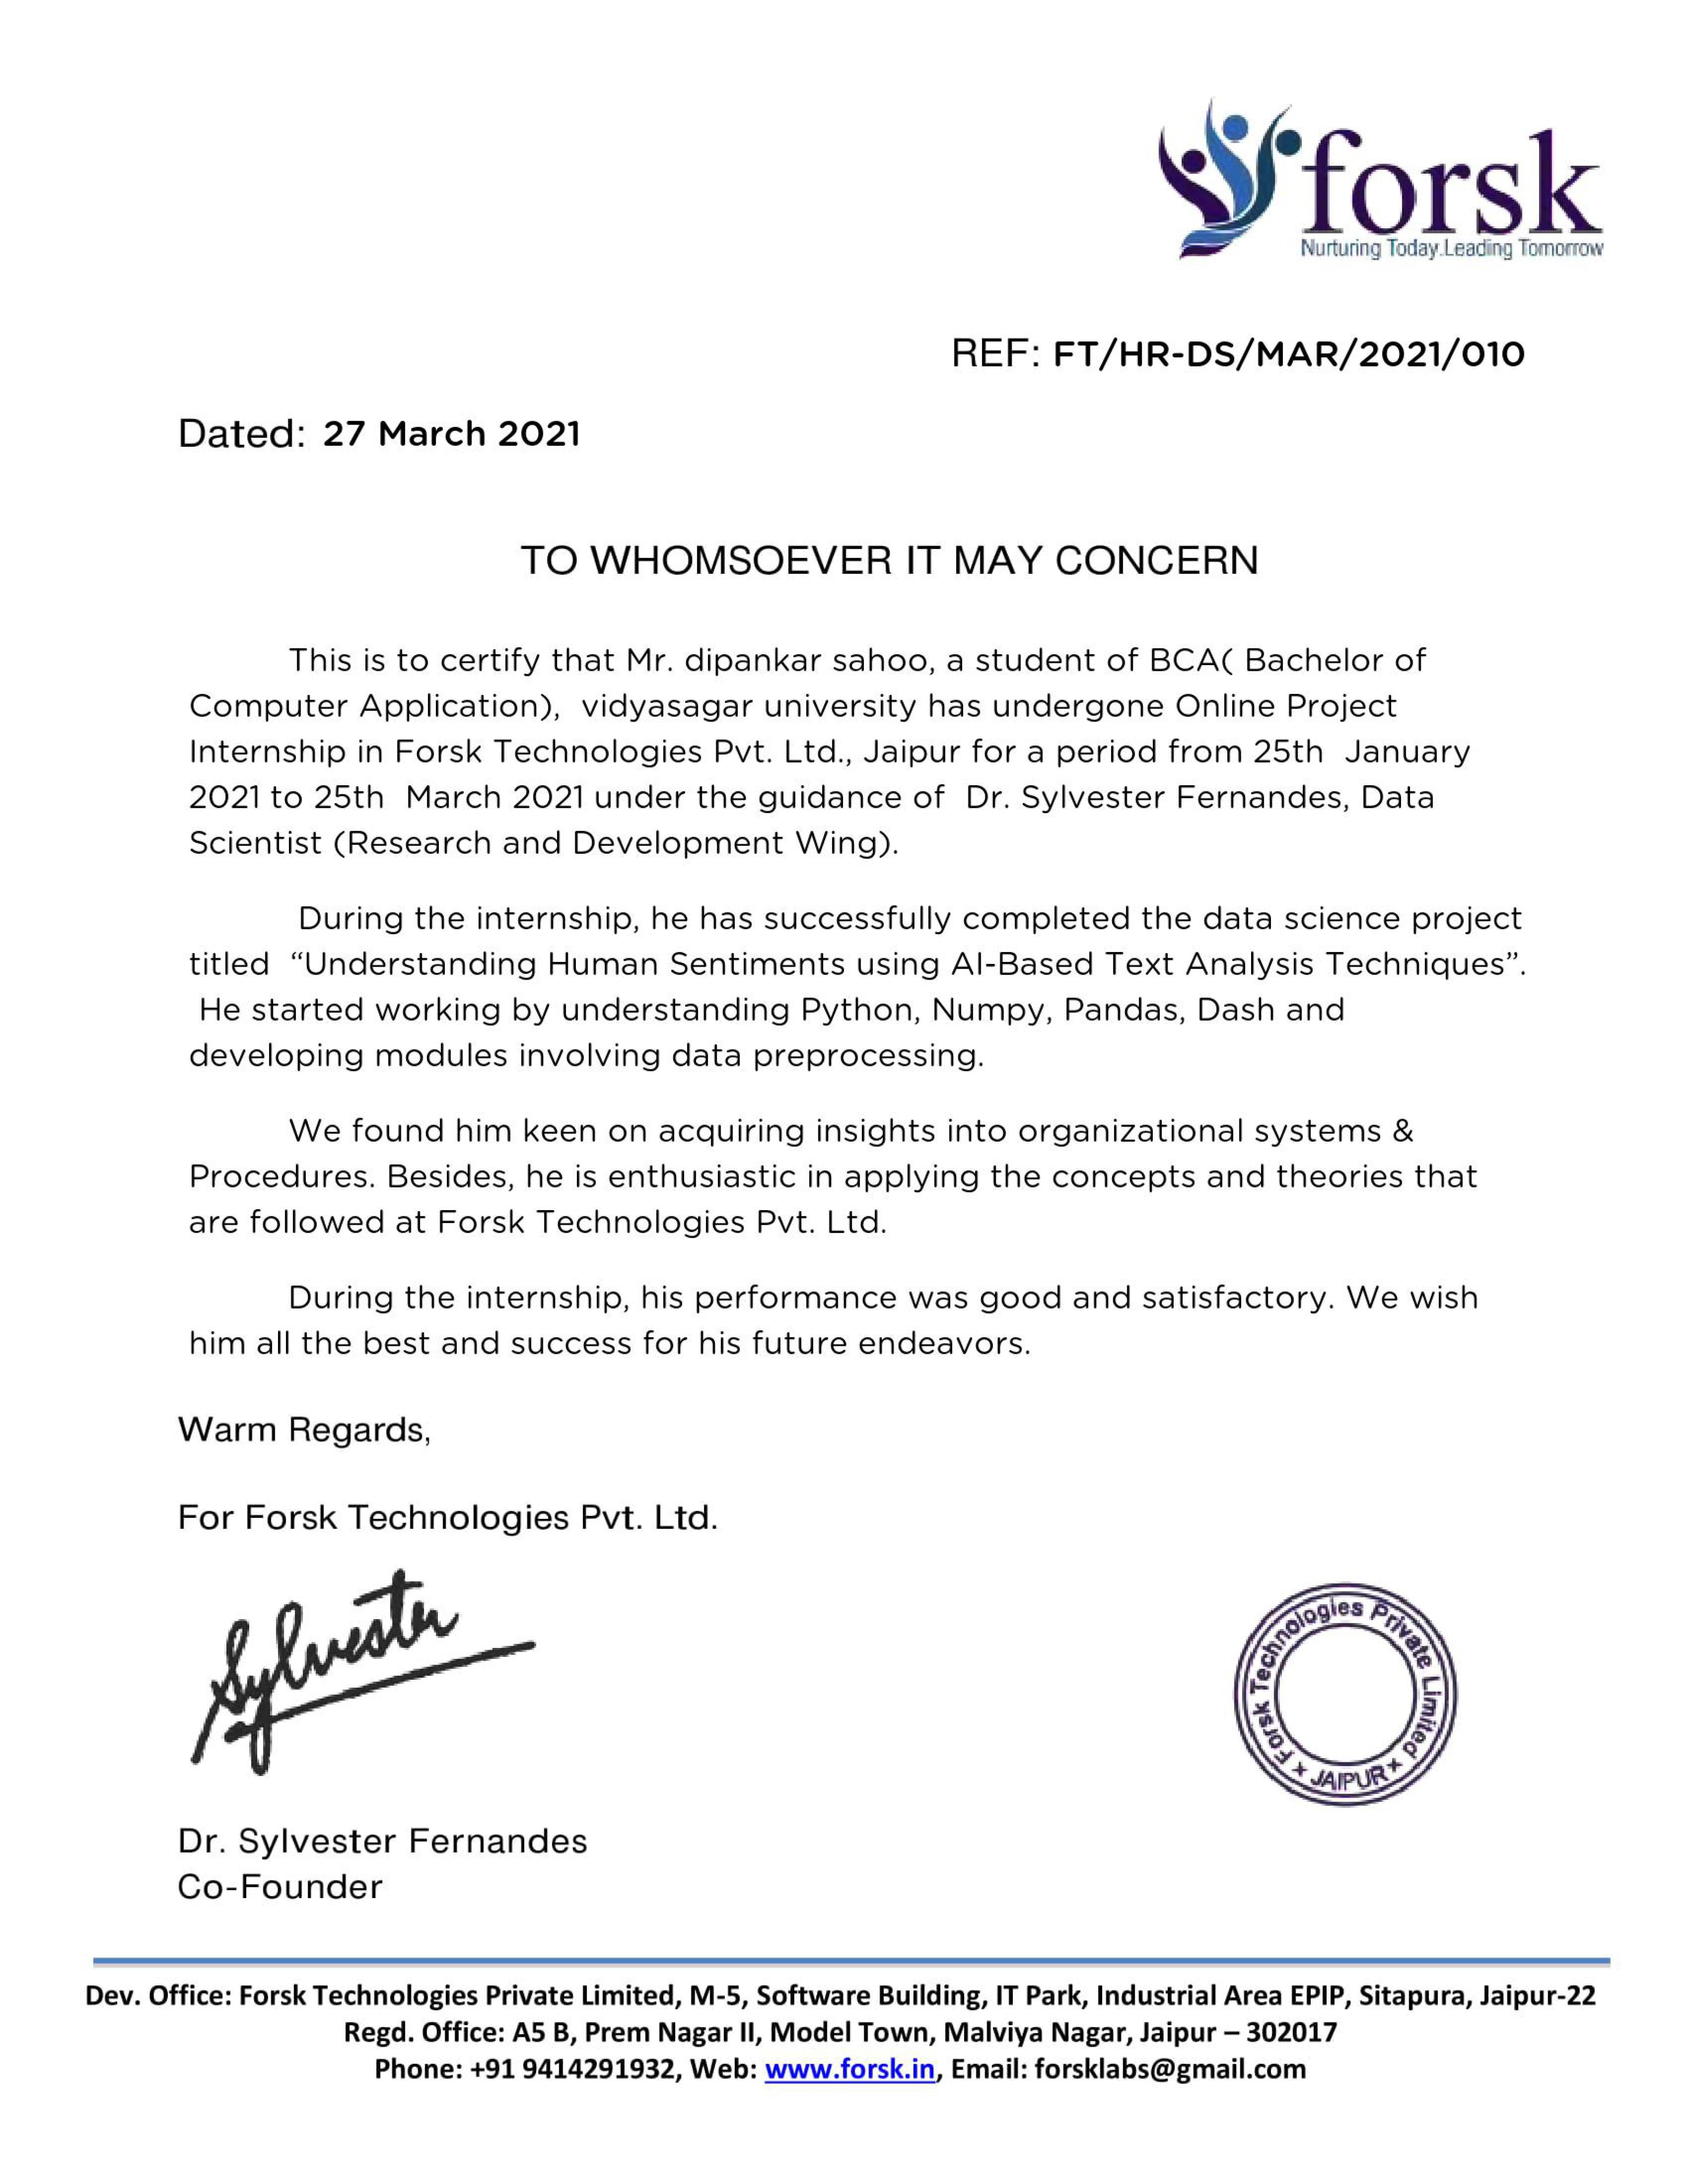 forsk
Nurturing Today.Leading Tomorrow
REF: FT/HR-DS/MAR/2021/010
Dated: 27 March 2021
TO WHOMSOEVER IT MAY CONCERN
This is to certify that Mr. dipankar sahoo, a student of BCA( Bachelor of
Computer Application), vidyasagar university has undergone Online Project
Internship in Forsk Technologies Pvt. Ltd., Jaipur for a period from 25th January
2021 to 25th March 2021 under the guidance of Dr. Sylvester Fernandes, Data
Scientist (Research and Development Wing).
During the internship, he has successfully completed the data science project
titled “Understanding Human Sentiments using AI-Based Text Analysis Techniques”.
He started working by understanding Python, Numpy, Pandas, Dash and
developing modules involving data preprocessing.
We found him keen on acquiring insights into organizational systems &
Procedures. Besides, he is enthusiastic in applying the concepts and theories that
are followed at Forsk Technologies Pvt. Ltd.
During the internship, his performance was good and satisfactory. We wish
him all the best and success for his future endeavors.
Warm Regards,
For Forsk Technologies Pvt. Ltd.
Sylvester
Forsk Technologies Private Limited
JAIPUR
Dr. Sylvester Fernandes
Co-Founder
Dev. Office: Forsk Technologies Private Limited, M-5, Software Building, IT Park, Industrial Area EPIP, Sitapura, Jaipur-22
Regd. Office: A5 B, Prem Nagar II, Model Town, Malviya Nagar, Jaipur – 302017
Phone: +91 9414291932, Web: www.forsk.in, Email: forsklabs@gmail.com